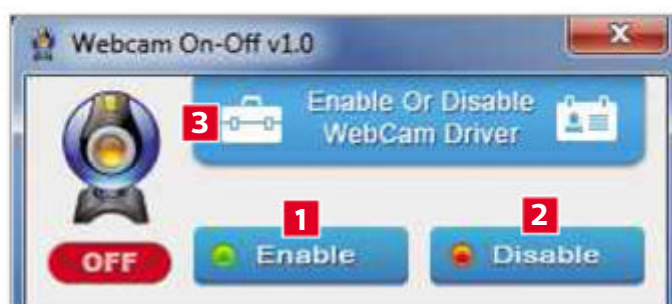 Webcam On-Off v1.0
x
3
Enable Or Disable
WebCam Driver
1
2
OFF
Enable
Disable